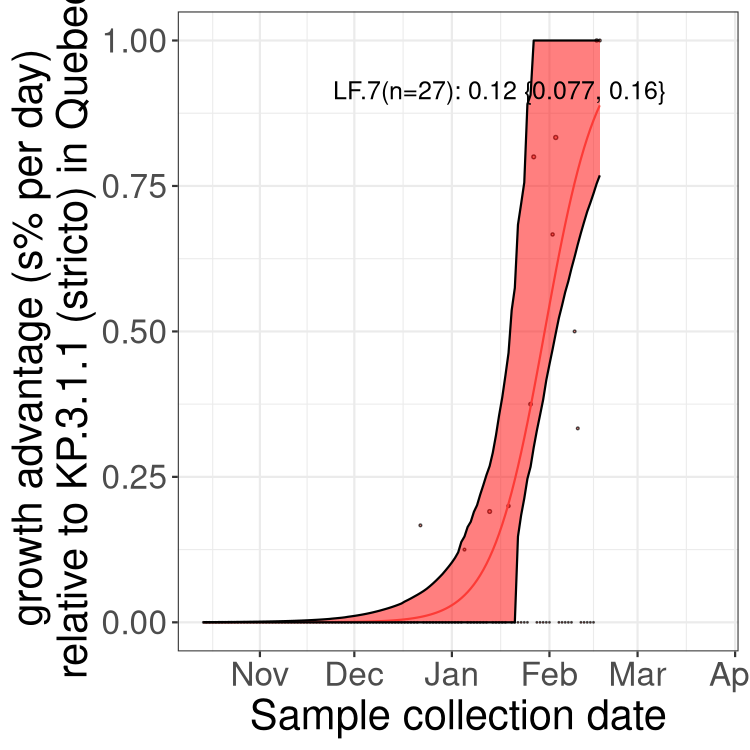 growth advantage (s% per day)
relative to KP.3.1.1 (stricto) in Quebec
1.00
0.75
0.50
0.25
0.00
LF.7(n=27): 0.12 {0.077, 0.16}
Nov Dec Jan Feb Mar Ap
Sample collection date